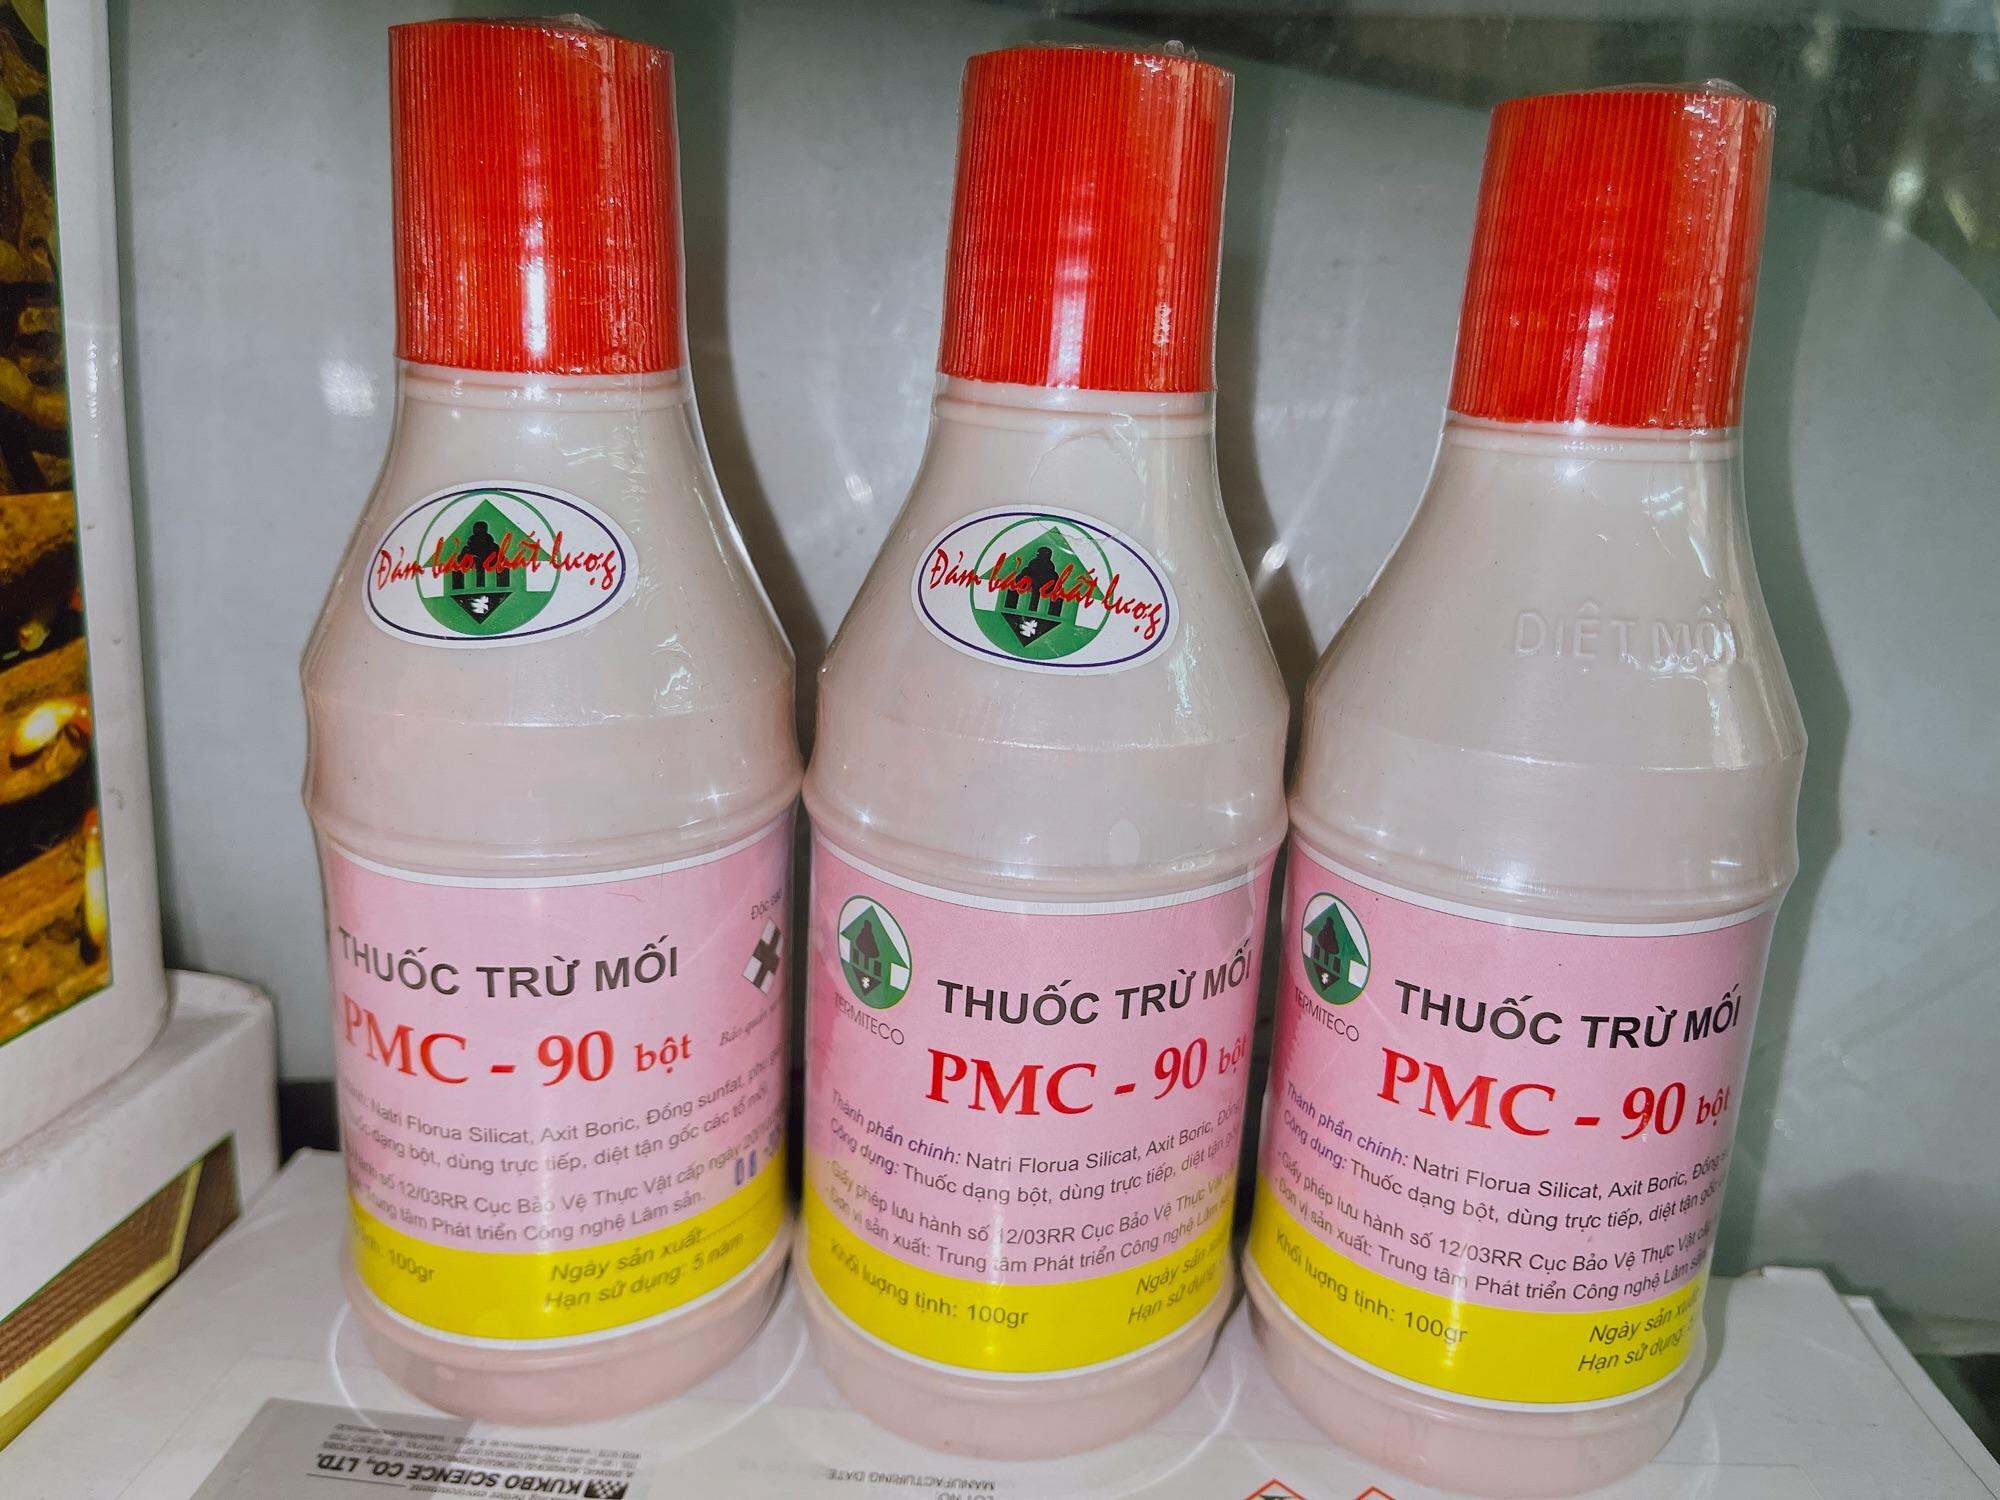 Đảm bảo chất lượng
THUỐC TRỪ MỐI
PMC - 90 bột
Natri Florua Silicat, Axit Boric, Đồng sunfat, phụ
dạng bột, dùng trực tiếp, diệt tận gốc các tổ mối.
số 12/03RR Cục Bảo Vệ Thực Vật cấp ngày
Trung tâm Phát triển Công nghệ Lâm sản.
100gr
Ngày sản xuất
Hạn sử dụng: 5 năm
Đảm bảo chất lượng
TERMITECO
THUỐC TRỪ MỐI
PMC - 90 bột
Thành phần chính: Natri Florua Silicat, Axit Boric,
Công dụng: Thuốc dạng bột, dùng trực tiếp, diệt tận
- Giấy phép lưu hành số 12/03RR Cục Bảo Vệ Thực Vật
- Đơn vị sản xuất: Trung tâm Phát triển Công nghệ Lâm
Khối lượng tịnh: 100gr
Ngày sản
Hạn sử
DIỆT MỐI
TERMITECO
THUỐC TRỪ MỐI
PMC - 90 bột
Thành phần chính: Natri Florua Silicat, Axit Boric, Đồng
Công dụng: Thuốc dạng bột, dùng trực tiếp, diệt tận gốc
- Giấy phép lưu hành số 12/03RR Cục Bảo Vệ Thực Vật cấp
- Đơn vị sản xuất: Trung tâm Phát triển Công nghệ Lâm sản.
Khối lượng tịnh: 100gr
Ngày sản xuất
Hạn sử dụng:
KUKBO SCIENCE CO., LTD.
LOT NO.
MANUFACTURING DATE